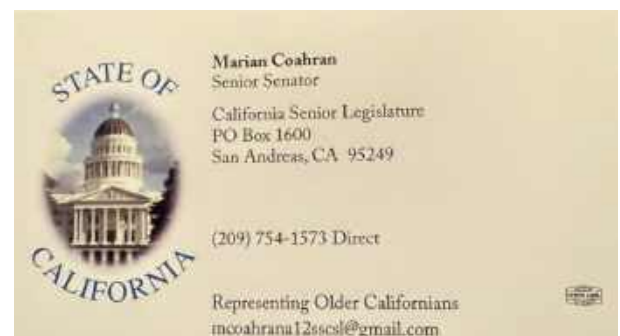 STATE OF
CALIFORNIA
Marian Coahran
Senior Senator
California Senior Legislature
PO Box 1600
San Andreas, CA 95249
(209) 754-1573 Direct
Representing Older Californians
mcoahrana12sscsl@gmail.com